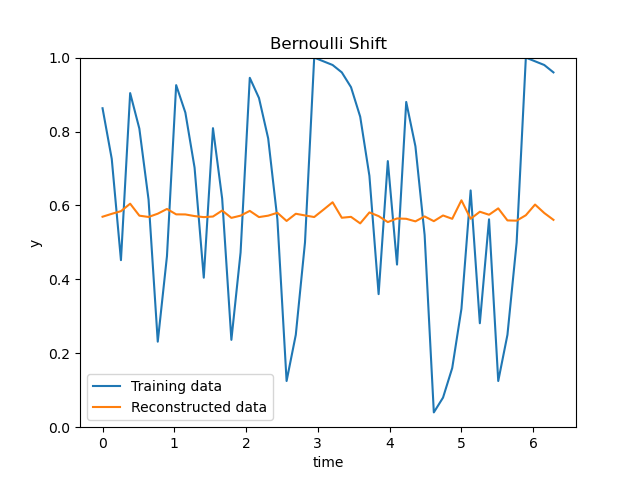 Bernoulli Shift
y
1.0
0.8
0.6
0.4
0.2
0.0
Training data
Reconstructed data
0 1 2 3 4 5 6
time